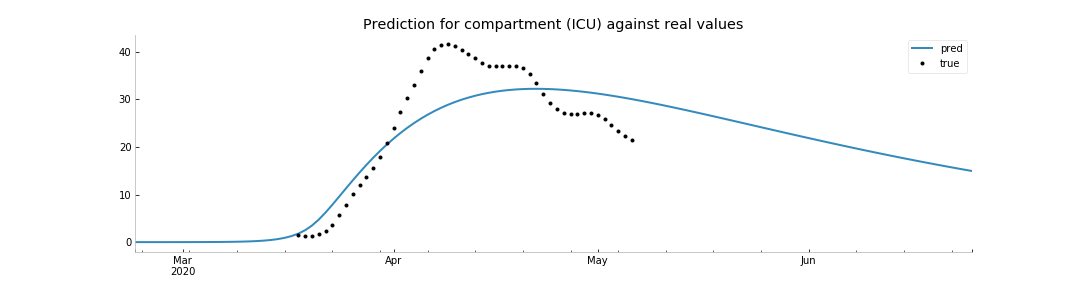 Prediction for compartment (ICU) against real values
pred
true
40
30
20
10
0
Mar
2020
Apr
May
Jun